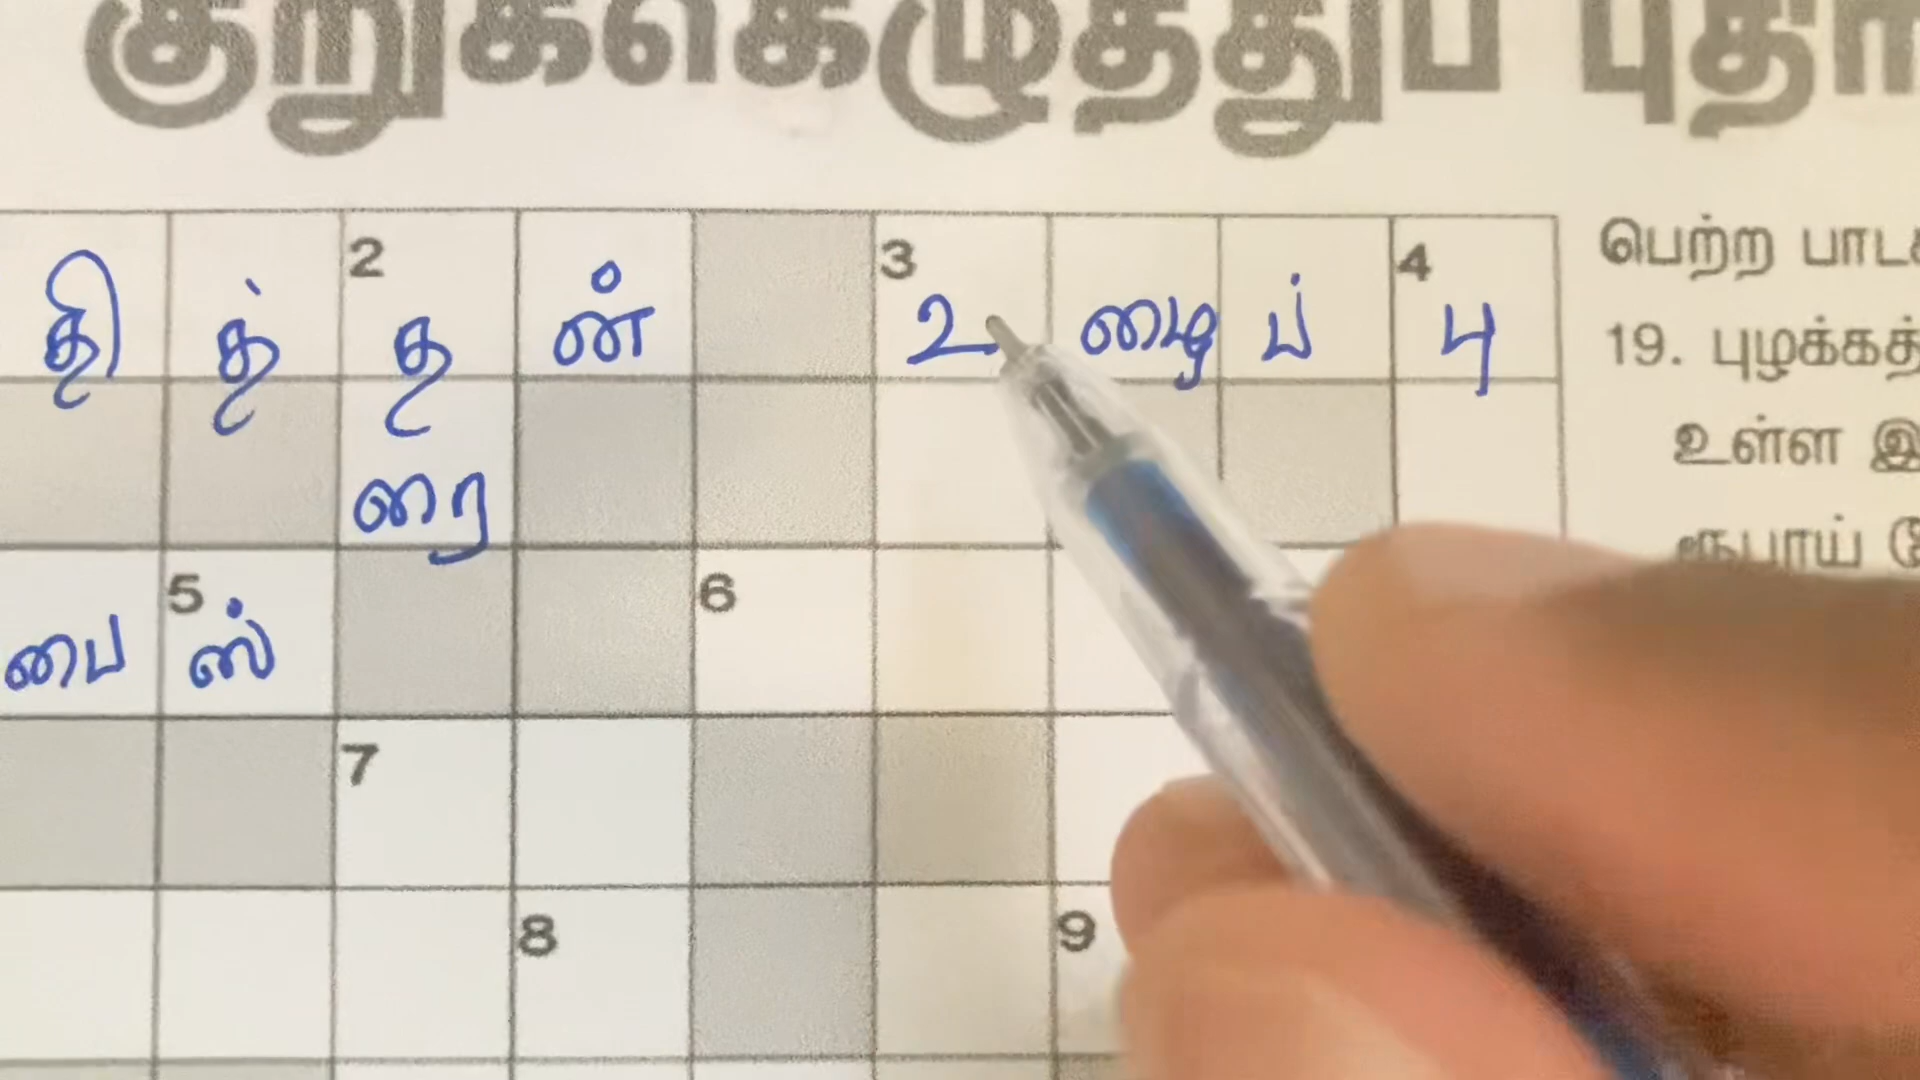 குறுக்கெழுத்துப்
2 3 4
தி த் த ன் உ ழை ப் பு
றை
5 6
பை ஸ்
7
8 9
பெற்ற
19. புழக்கத்
உள்ள
ரூபாய்